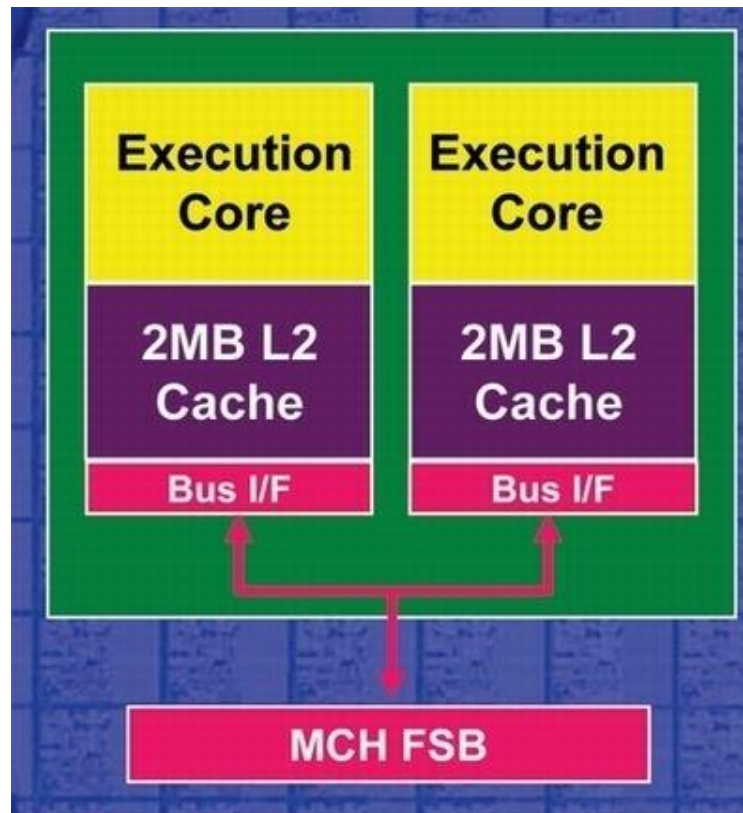 Execution
Core
2MB L2
Cache
Bus I/F
Execution
Core
2MB L2
Cache
Bus I/F
MCH FSB